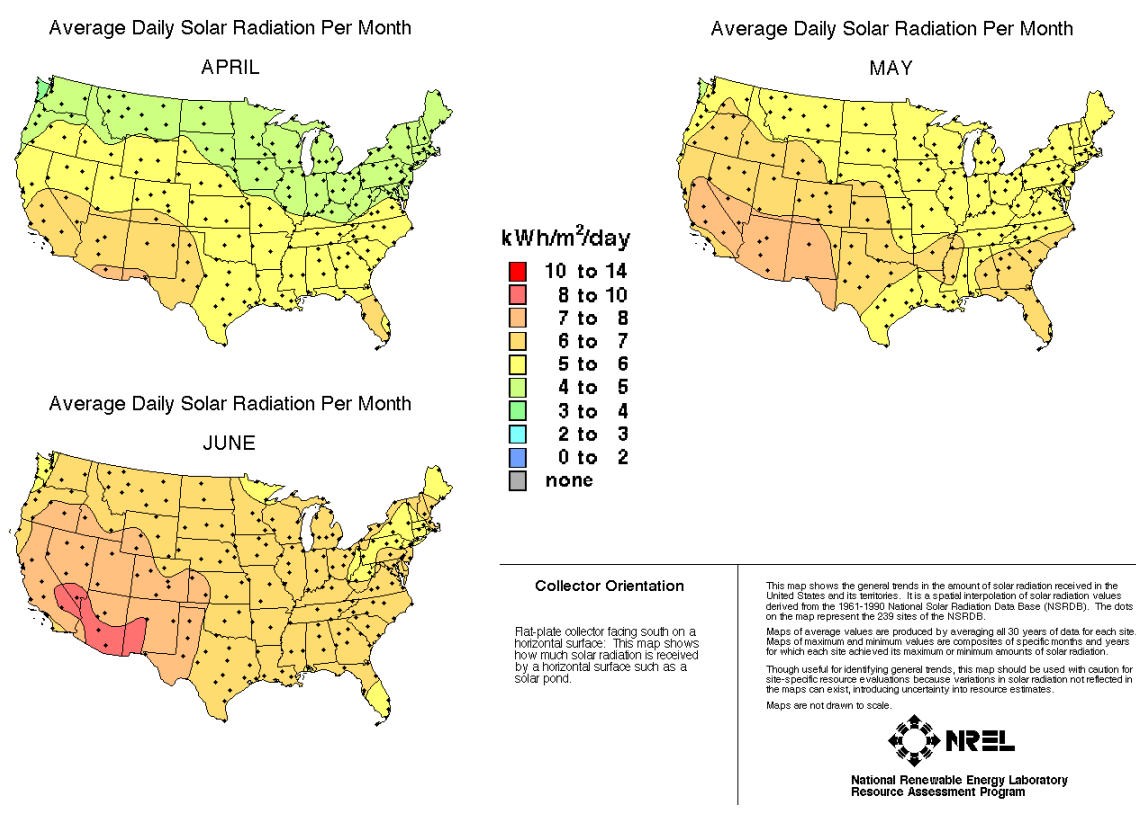 Average Daily Solar Radiation Per Month
APRIL
Average Daily Solar Radiation Per Month
MAY
kWh/m²/day
10 to 14
8 to 10
7 to 8
6 to 7
5 to 6
4 to 5
3 to 4
2 to 3
0 to 2
none
Average Daily Solar Radiation Per Month
JUNE
Collector Orientation
Flat-plate collector facing south on a
horizontal surface: This map shows
how much solar radiation is received
by a horizontal surface such as a
solar pond.
This map shows the general trends in the amount of solar radiation received in the
United States and its territories. It is a spatial interpolation of solar radiation values
derived from the 1961-1990 National Solar Radiation Data Base (NSRDB). The dots
on the map represent the 239 sites of the NSRDB.
Maps of average values are produced by averaging all 30 years of data for each site.
Maps of maximum and minimum values are composites of specific months and years
for which each site achieved its maximum or minimum amounts of solar radiation.
Though useful for identifying general trends, this map should be used with caution for
site-specific resource evaluations because variations in solar radiation not reflected in
the maps can exist, introducing uncertainty into resource estimates.
Maps are not drawn to scale.
NREL
National Renewable Energy Laboratory
Resource Assessment Program